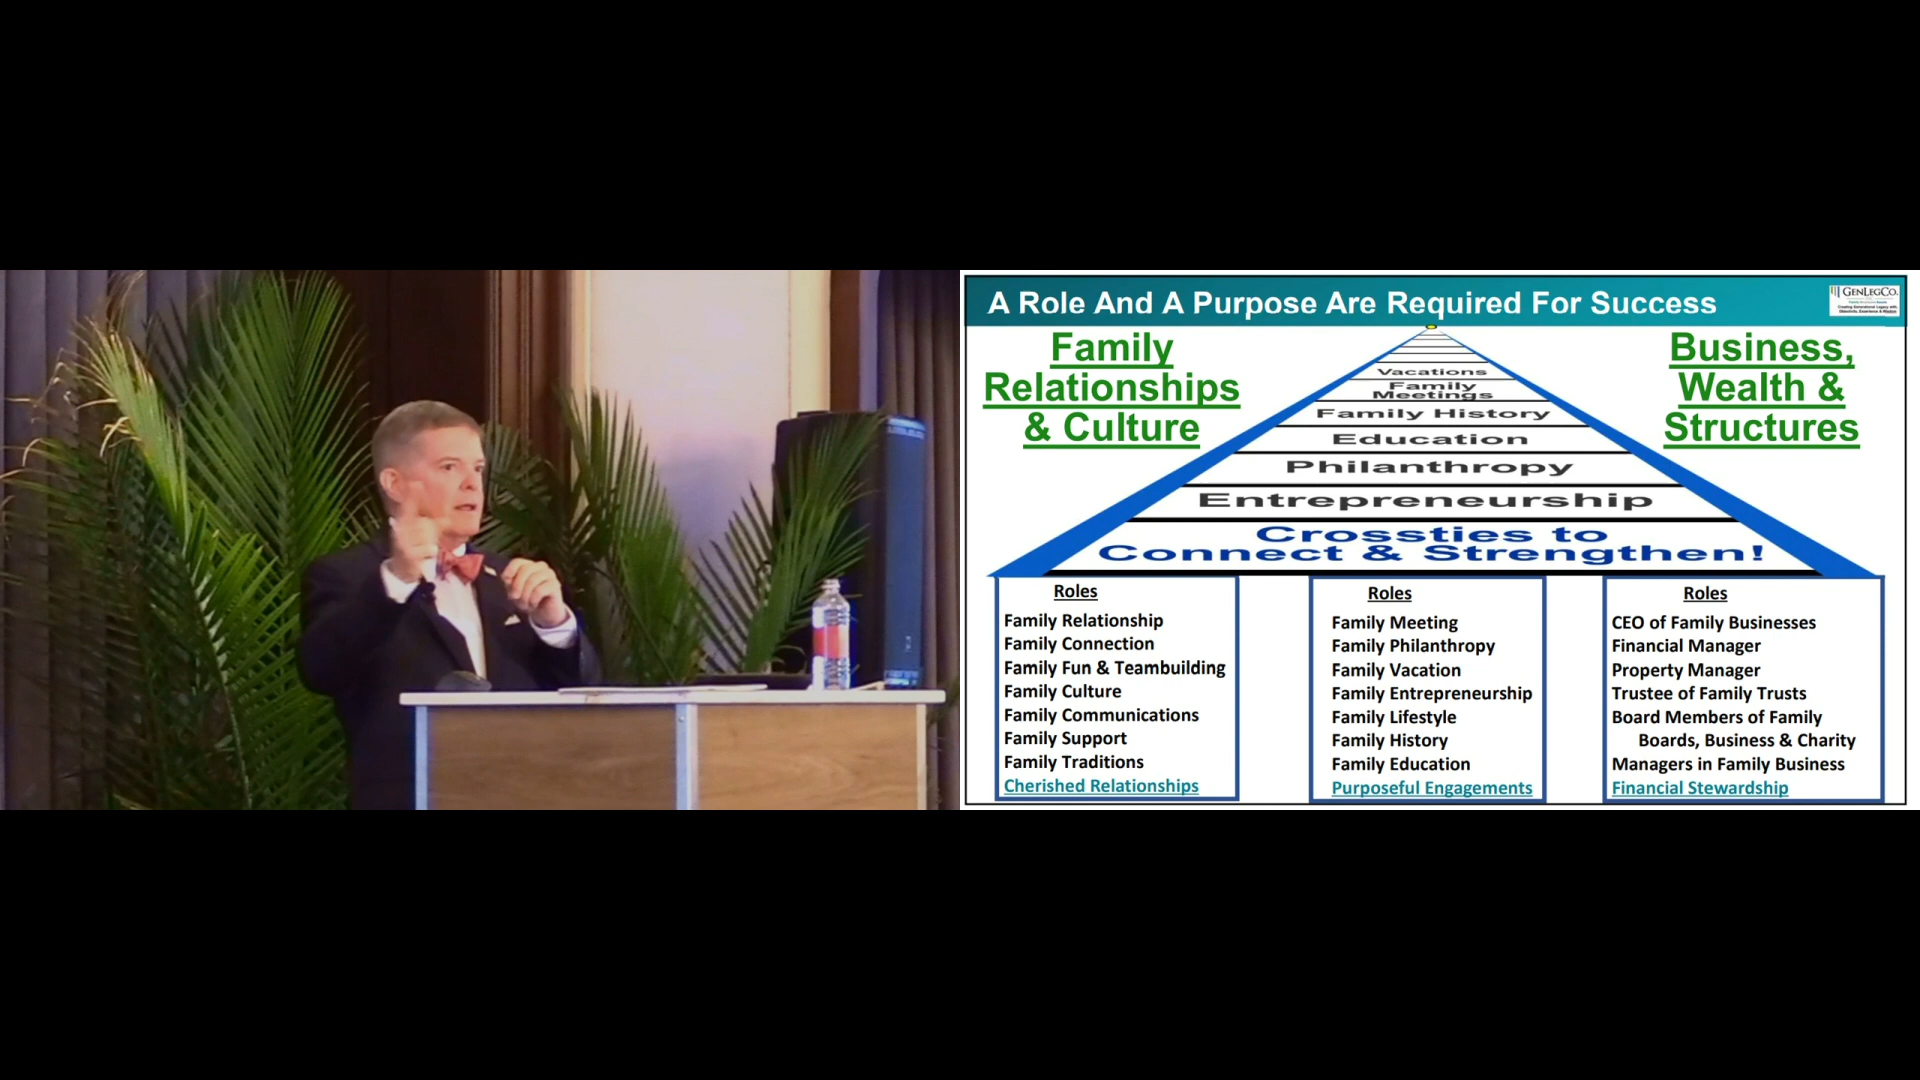 A Role And A Purpose Are Required For Success
GENLEGCO
Family
Relationships
& Culture
Business,
Wealth &
Structures
Vacations
Family
Meetings
Family History
Education
Philanthropy
Entrepreneurship
Crossties to
Connect & Strengthen!
Roles
Family Relationship
Family Connection
Family Fun & Teambuilding
Family Culture
Family Communications
Family Support
Family Traditions
Cherished Relationships
Roles
Family Meeting
Family Philanthropy
Family Vacation
Family Entrepreneurship
Family Lifestyle
Family History
Family Education
Purposeful Engagements
Roles
CEO of Family Businesses
Financial Manager
Property Manager
Trustee of Family Trusts
Board Members of Family
Boards, Business & Charity
Managers in Family Business
Financial Stewardship